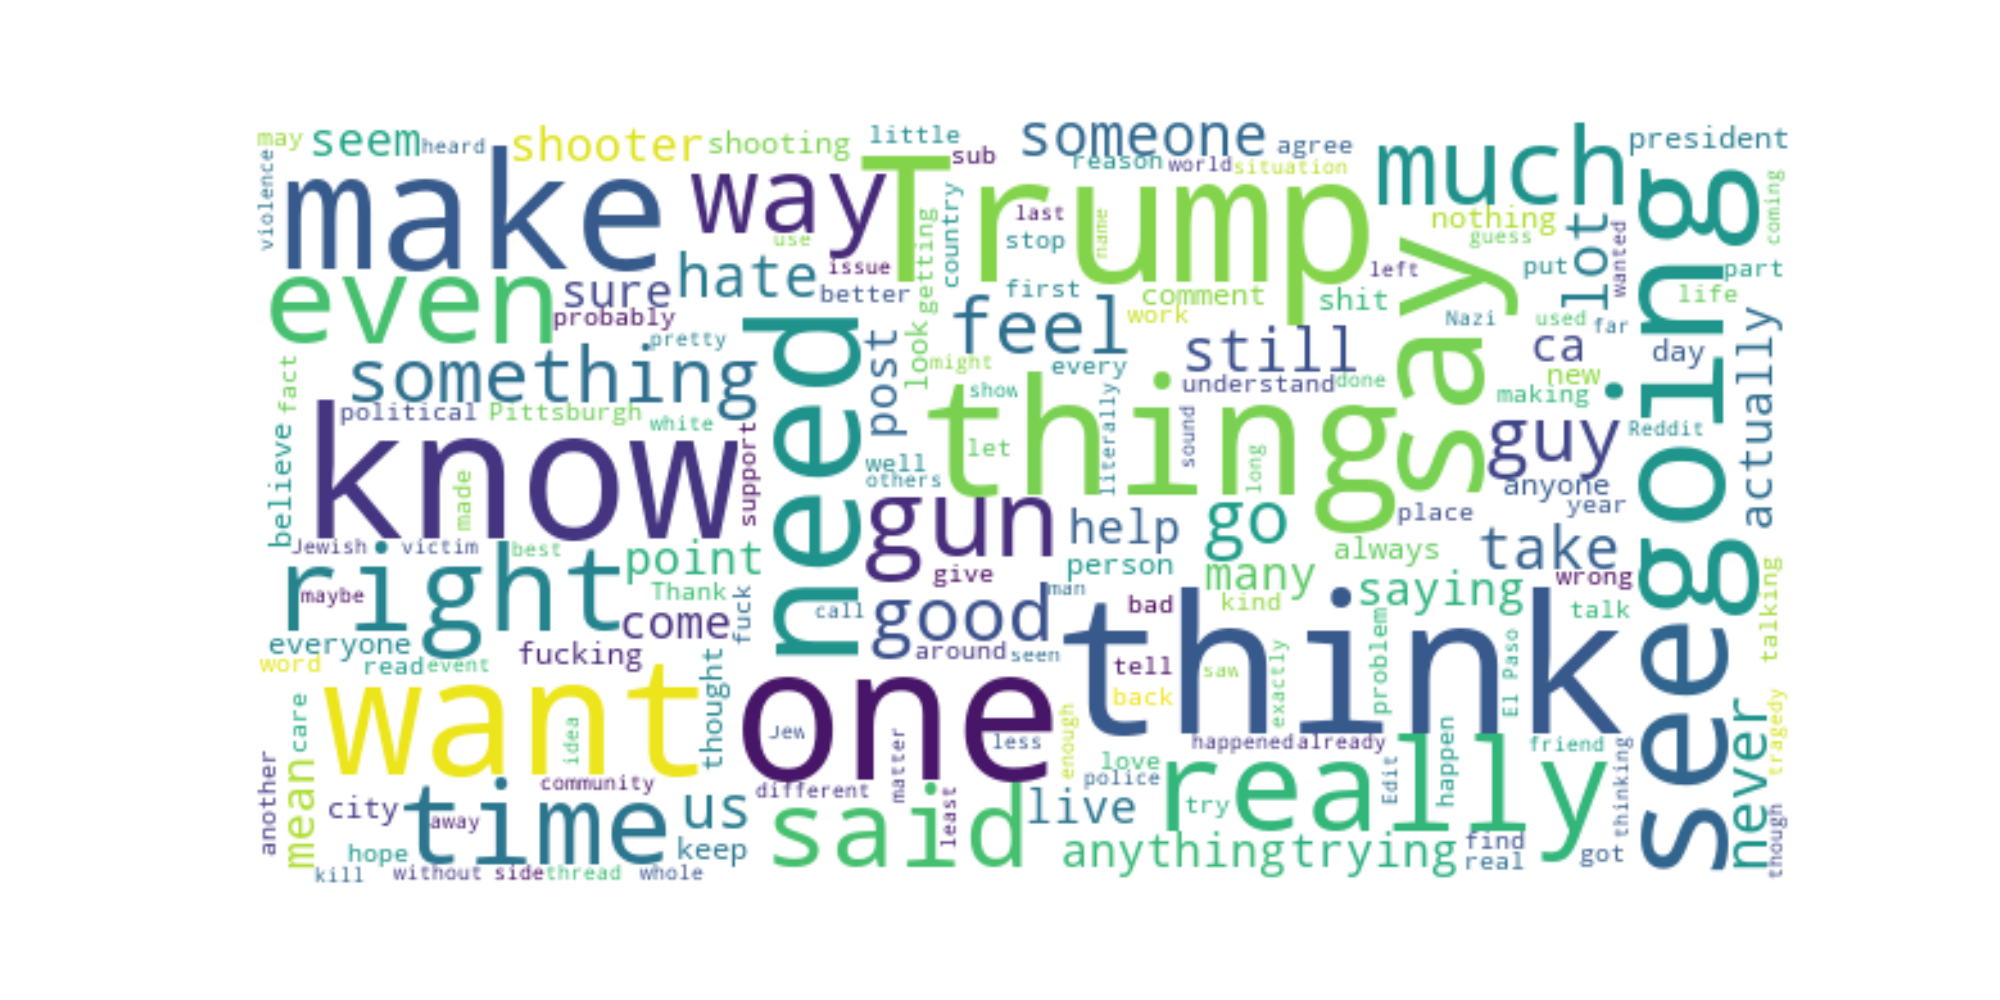 may
seem
heard
shooter
shooting
little
sub
someone
agree
reason
world
situation
much
president
violence
make
way
use
Trump
country
getting
last
stop
name
nothing
guess
lot
wanted
going
coming
even
sure
hate
issue
better
probably
first
comment
work
left
shit
put
part
life
pretty
something
need
post
look
feel
might
every
show
still
understand
done
say
Nazi
used
far
ca
new
day
making
actually
fact
believe
political
Pittsburgh
white
know
made
support
well
others
thing
let
literally
sound
long
guy
Reddit
anyone
year
place
gun
help
go
always
take
Jewish
victim
best
point
right
maybe
Thank
come
fuck
give
person
many
wrong
man
bad
kind
saying
talk
talking
call
good
around
seen
think
everyone
word
read
event
fucking
thought
tell
back
saw
exactly
problem
El Paso
see
never
tragedy
care
mean
want
idea
one
Jew
less
enough
happened
already
friend
thinking
another
community
different
matter
love
police
really
try
Edit
happen
city
time
away
us
said
least
live
hope
keep
anything
trying
find
real
got
though
kill
without
side
thread
whole